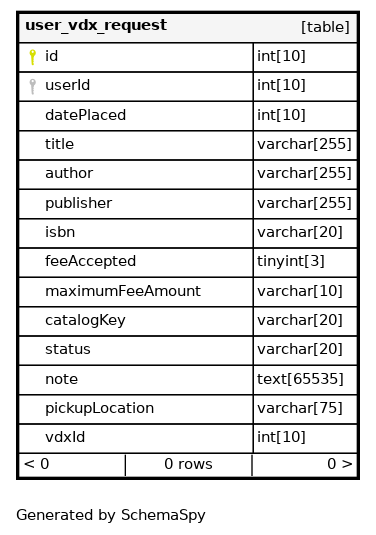 user_vdx_request [table]
id int[10]
userId int[10]
datePlaced int[10]
title varchar[255]
author varchar[255]
publisher varchar[255]
isbn varchar[20]
feeAccepted tinyint[3]
maximumFeeAmount varchar[10]
catalogKey varchar[20]
status varchar[20]
note text[65535]
pickupLocation varchar[75]
vdxId int[10]
< 0 0 rows 0 >
Generated by SchemaSpy